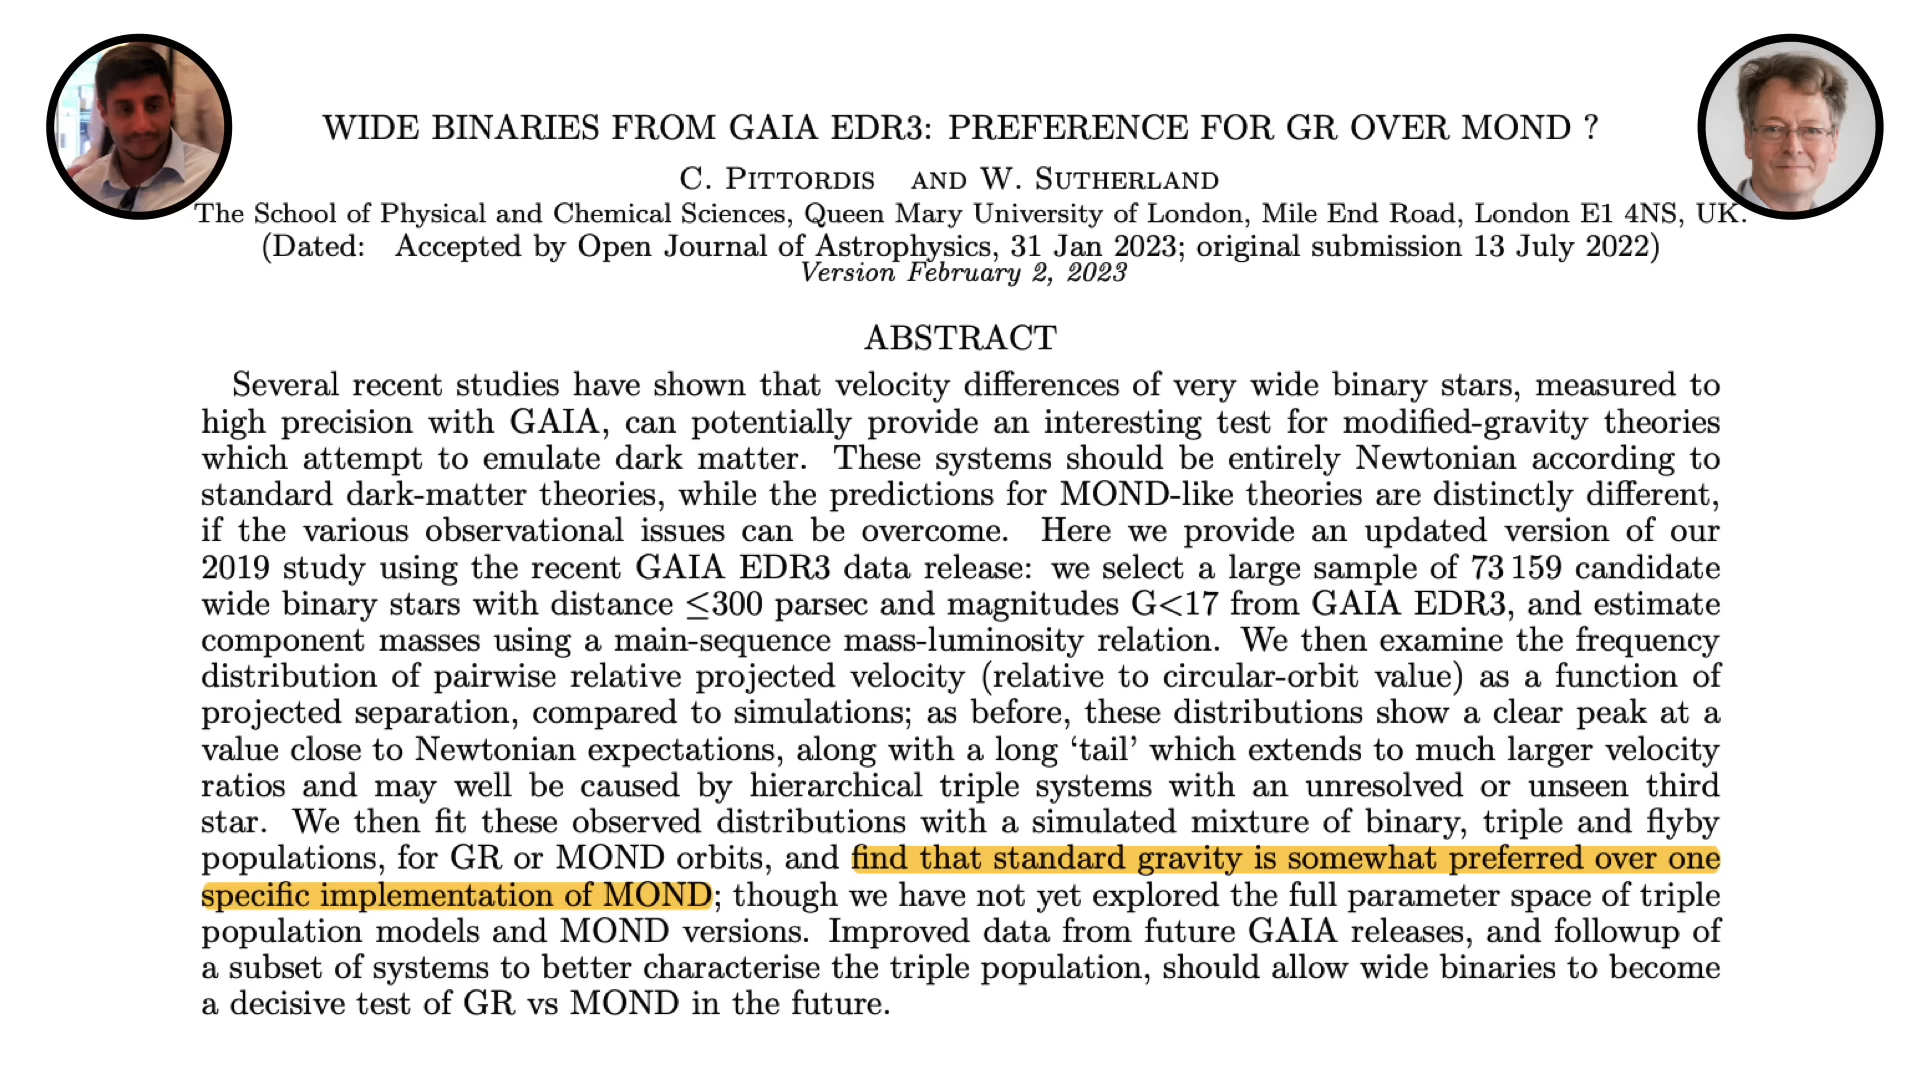 WIDE BINARIES FROM GAIA EDR3: PREFERENCE FOR GR OVER MOND ?
C. PITTORDIS AND W. SUTHERLAND
The School of Physical and Chemical Sciences, Queen Mary University of London, Mile End Road, London E1 4NS, UK.
(Dated: Accepted by Open Journal of Astrophysics, 31 Jan 2023; original submission 13 July 2022)
Version February 2, 2023
ABSTRACT
Several recent studies have shown that velocity differences of very wide binary stars, measured to
high precision with GAIA, can potentially provide an interesting test for modified-gravity theories
which attempt to emulate dark matter. These systems should be entirely Newtonian according to
standard dark-matter theories, while the predictions for MOND-like theories are distinctly different,
if the various observational issues can be overcome. Here we provide an updated version of our
2019 study using the recent GAIA EDR3 data release: we select a large sample of 73 159 candidate
wide binary stars with distance ≤300 parsec and magnitudes G<17 from GAIA EDR3, and estimate
component masses using a main-sequence mass-luminosity relation. We then examine the frequency
distribution of pairwise relative projected velocity (relative to circular-orbit value) as a function of
projected separation, compared to simulations; as before, these distributions show a clear peak at a
value close to Newtonian expectations, along with a long ‘tail’ which extends to much larger velocity
ratios and may well be caused by hierarchical triple systems with an unresolved or unseen third
star. We then fit these observed distributions with a simulated mixture of binary, triple and flyby
populations, for GR or MOND orbits, and find that standard gravity is somewhat preferred over one
specific implementation of MOND; though we have not yet explored the full parameter space of triple
population models and MOND versions. Improved data from future GAIA releases, and followup of
a subset of systems to better characterise the triple population, should allow wide binaries to become
a decisive test of GR vs MOND in the future.